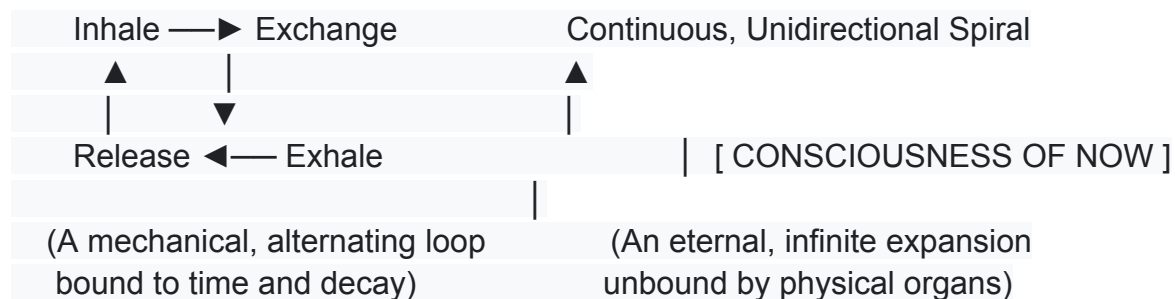 Inhale ──► Exchange Continuous, Unidirectional Spiral
▲ │ ▲
│ ▼ │
Release ◄── Exhale │ [ CONSCIOUSNESS OF NOW ]
│
(A mechanical, alternating loop (An eternal, infinite expansion
bound to time and decay) unbound by physical organs)